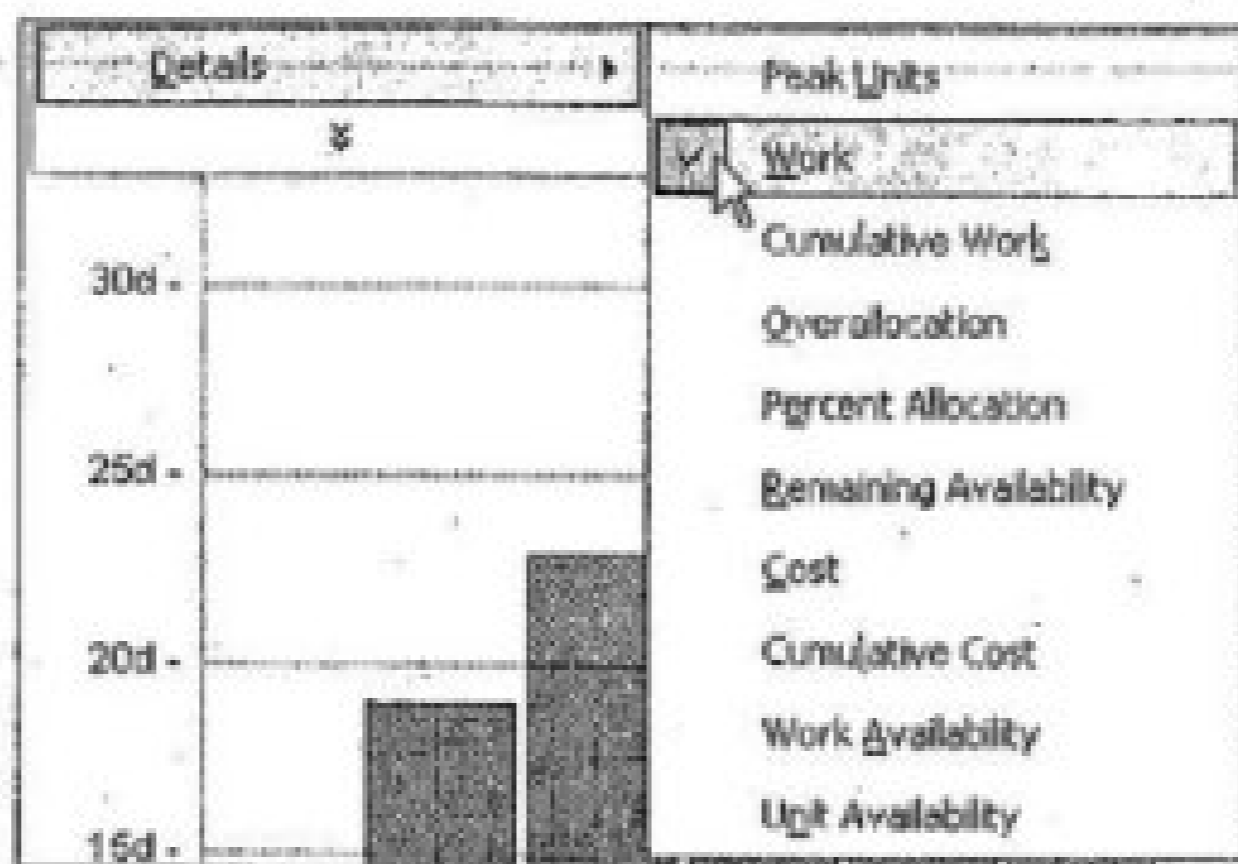 Details
Peak Units
Work
Cumulative Work
Overallocation
Percent Allocation
Remaining Availability
Cost
Cumulative Cost
Work Availability
Unit Availability
30d
25d
20d
15d